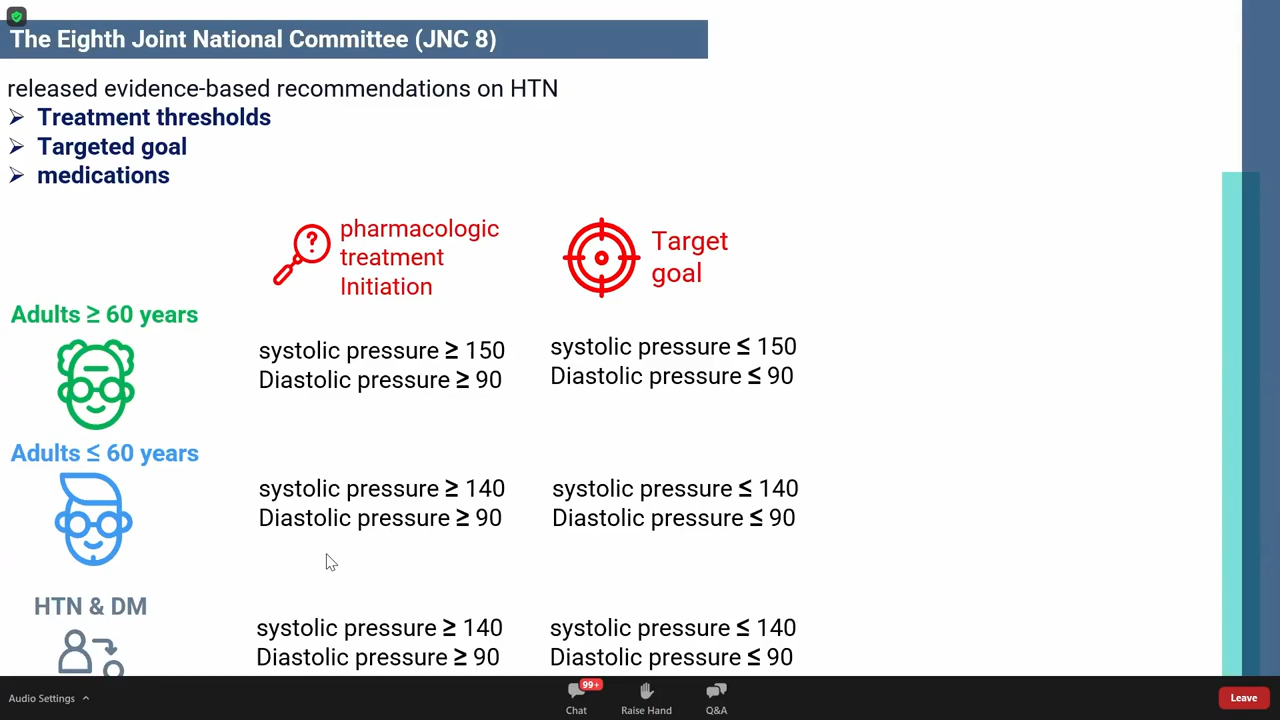 The Eighth Joint National Committee (JNC 8)
released evidence-based recommendations on HTN
➢ Treatment thresholds
➢ Targeted goal
➢ medications
?
pharmacologic
treatment
Initiation
Target
goal
Adults ≥ 60 years
systolic pressure ≥ 150
Diastolic pressure ≥ 90
systolic pressure ≤ 150
Diastolic pressure ≤ 90
Adults ≤ 60 years
systolic pressure ≥ 140
Diastolic pressure ≥ 90
systolic pressure ≤ 140
Diastolic pressure ≤ 90
HTN & DM
systolic pressure ≥ 140
Diastolic pressure ≥ 90
systolic pressure ≤ 140
Diastolic pressure ≤ 90
Audio Settings
99+
Chat
Raise Hand
Q&A
Leave